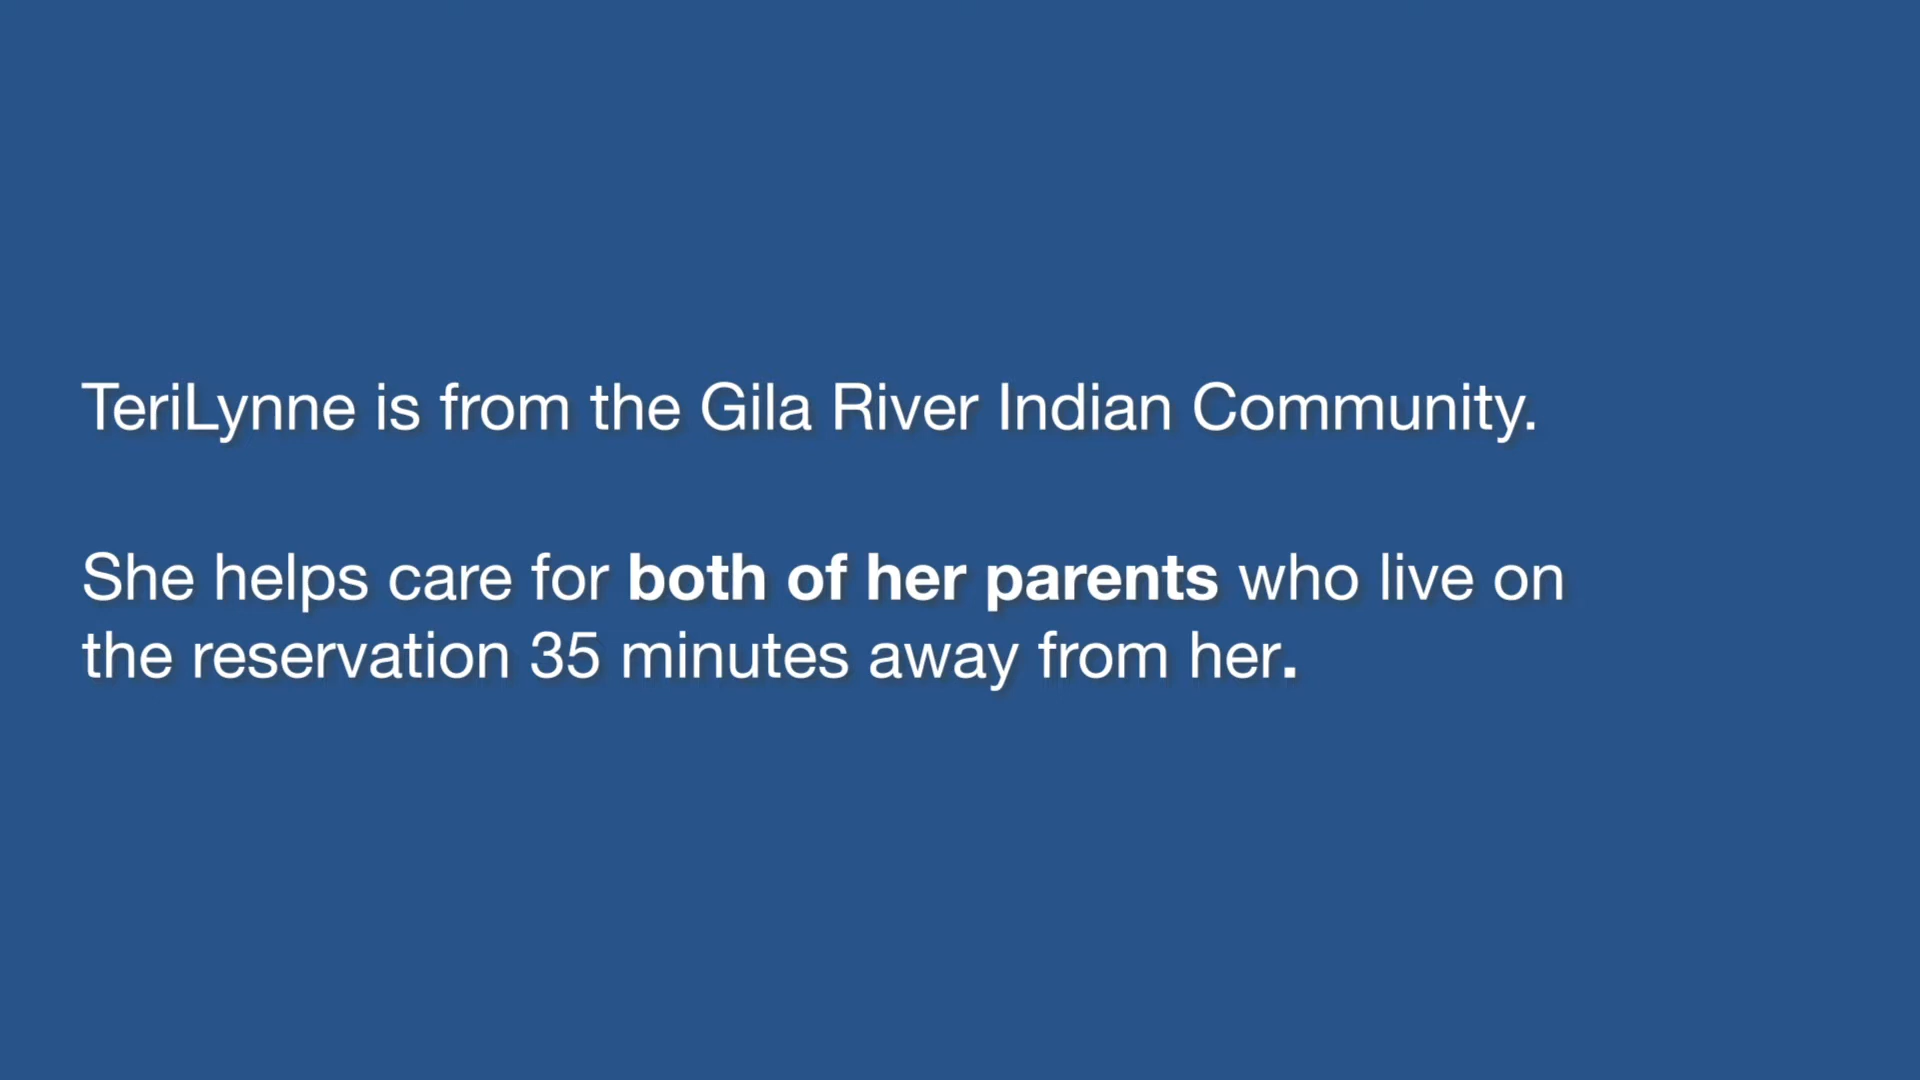 TeriLynne is from the Gila River Indian Community.
She helps care for both of her parents who live on
the reservation 35 minutes away from her.